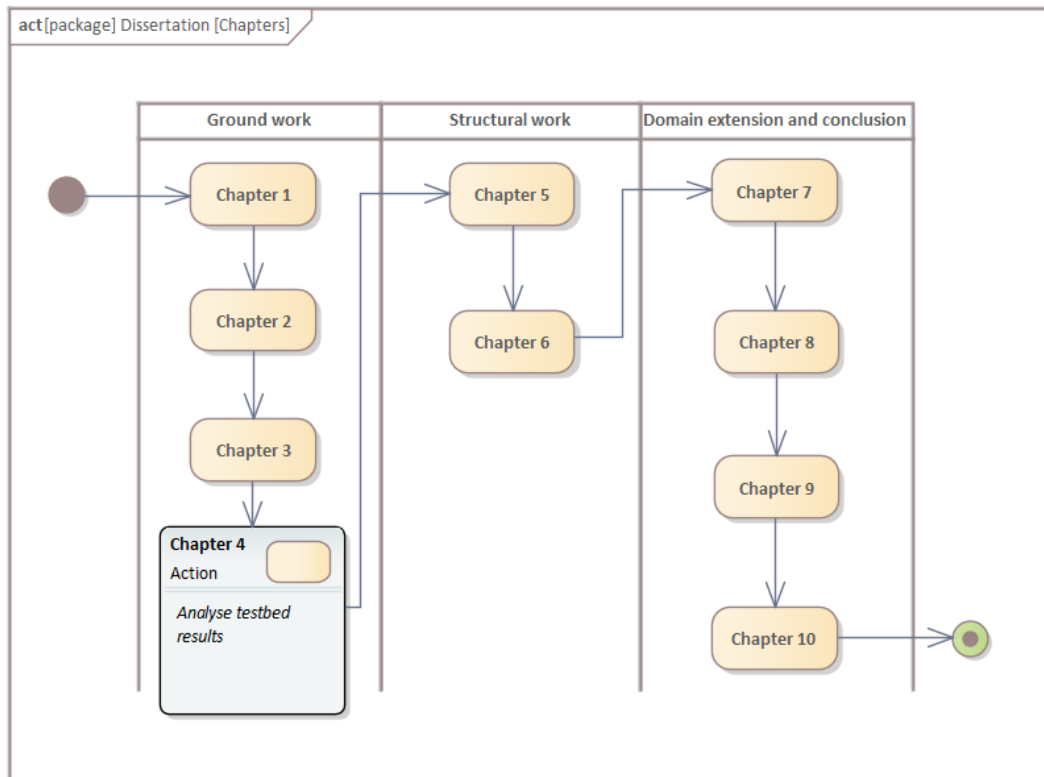 act[package] Dissertation [Chapters]
Ground work
Structural work
Domain extension and conclusion
Chapter 1
Chapter 2
Chapter 3
Chapter 4
Action
Analyse testbed
results
Chapter 5
Chapter 6
Chapter 7
Chapter 8
Chapter 9
Chapter 10